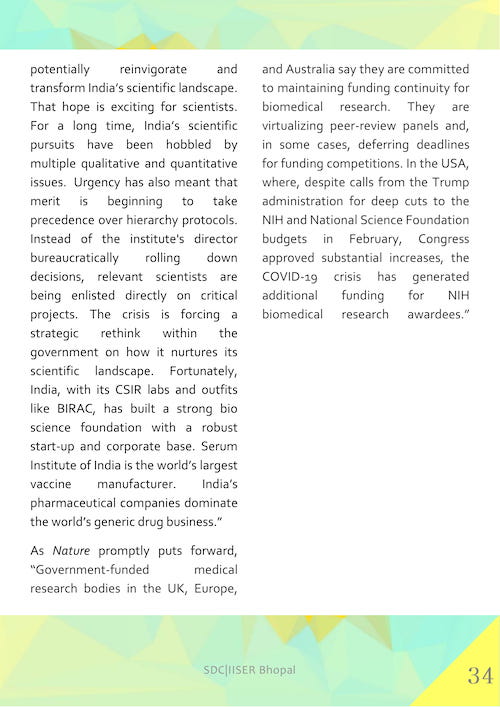 potentially reinvigorate and
transform India's scientific landscape.
That hope is exciting for scientists.
For a long time, India's scientific
pursuits have been hobbled by
multiple qualitative and quantitative
issues. Urgency has also meant that
merit is beginning to take
precedence over hierarchy protocols.
Instead of the institute's director
bureaucratically rolling down
decisions, relevant scientists are
being enlisted directly on critical
projects. The crisis is forcing a
strategic rethink within the
government on how it nurtures its
scientific landscape. Fortunately,
India, with its CSIR labs and outfits
like BIRAC, has built a strong bio
science foundation with a robust
start-up and corporate base. Serum
Institute of India is the world's largest
vaccine manufacturer. India's
pharmaceutical companies dominate
the world's generic drug business."
As Nature promptly puts forward,
"Government-funded medical
research bodies in the UK, Europe,
and Australia say they are committed
to maintaining funding continuity for
biomedical research. They are
virtualizing peer-review panels and,
in some cases, deferring deadlines
for funding competitions. In the USA,
where, despite calls from the Trump
administration for deep cuts to the
NIH and National Science Foundation
budgets in February, Congress
approved substantial increases, the
COVID-19 crisis has generated
additional funding for NIH
biomedical research awardees."
SDC|IISER Bhopal
34